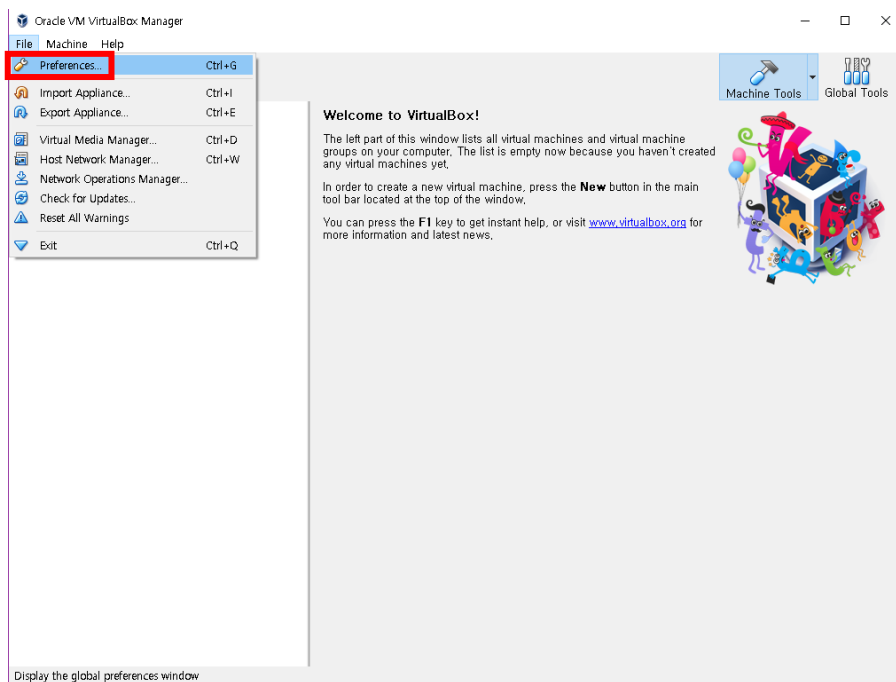 Oracle VM VirtualBox Manager
File Machine Help
Preferences... Ctrl+G
Import Appliance... Ctrl+I
Export Appliance... Ctrl+E
Virtual Media Manager... Ctrl+D
Host Network Manager... Ctrl+W
Network Operations Manager...
Check for Updates...
Reset All Warnings
Exit Ctrl+Q
Machine Tools
Global Tools
Welcome to VirtualBox!
The left part of this window lists all virtual machines and virtual machine
groups on your computer. The list is empty now because you haven't created
any virtual machines yet.
In order to create a new virtual machine, press the New button in the main
tool bar located at the top of the window.
You can press the F1 key to get instant help, or visit www.virtualbox.org for
more information and latest news.
Display the global preferences window